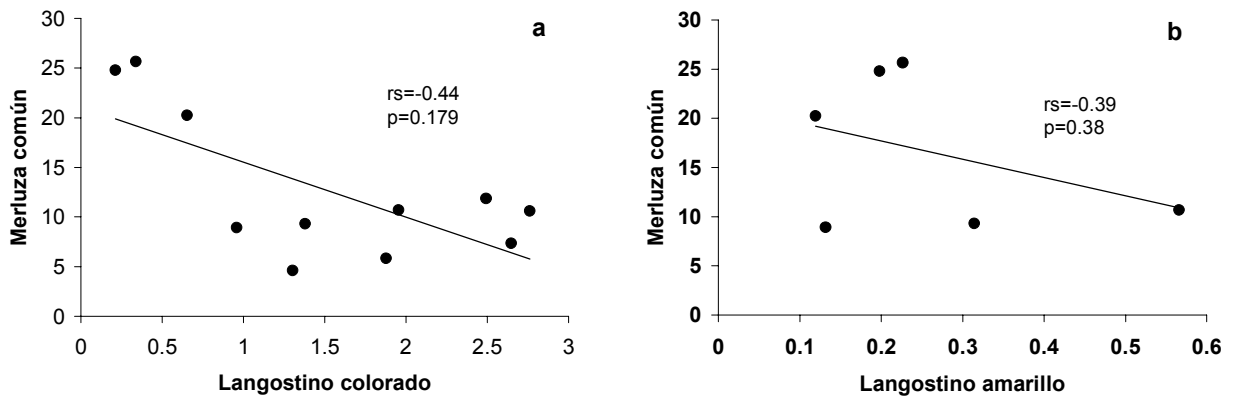 a
30
25
20
15
10
5
0
Merluza común
rs=-0.44
p=0.179
0 0.5 1 1.5 2 2.5 3
Langostino colorado
b
30
25
20
15
10
5
0
Merluza común
rs=-0.39
p=0.38
0 0.1 0.2 0.3 0.4 0.5 0.6
Langostino amarillo